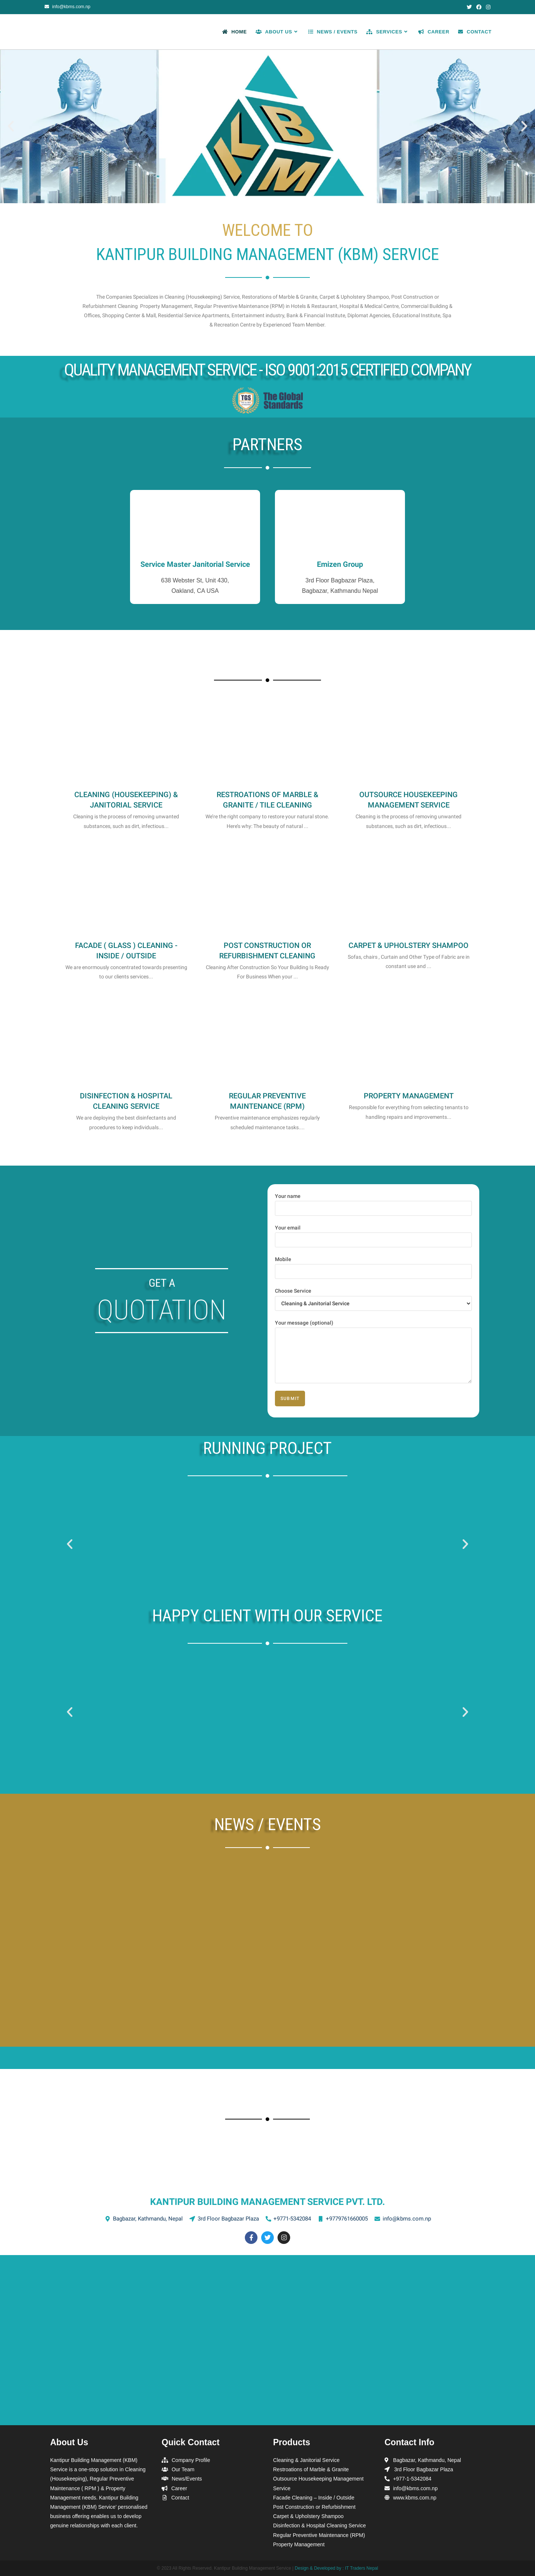 info@kbms.com.np
HOME ABOUT US NEWS / EVENTS SERVICES CAREER CONTACT
KBM
WELCOME TO
KANTIPUR BUILDING MANAGEMENT (KBM) SERVICE
The Companies Specializes in Cleaning (Housekeeping) Service, Restorations of Marble & Granite, Carpet & Upholstery Shampoo, Post Construction or
Refurbishment Cleaning Property Management, Regular Preventive Maintenance (RPM) in Hotels & Restaurant, Hospital & Medical Centre, Commercial Building &
Offices, Shopping Center & Mall, Residential Service Apartments, Entertainment industry, Bank & Financial Institute, Diplomat Agencies, Educational Institute, Spa
& Recreation Centre by Experienced Team Member.
QUALITY MANAGEMENT SERVICE - ISO 9001:2015 CERTIFIED COMPANY
TGS The Global
Standards
PARTNERS
Service Master Janitorial Service
638 Webster St, Unit 430,
Oakland, CA USA
Emizen Group
3rd Floor Bagbazar Plaza,
Bagbazar, Kathmandu Nepal
CLEANING (HOUSEKEEPING) &
JANITORIAL SERVICE
Cleaning is the process of removing unwanted
substances, such as dirt, infectious...
RESTROATIONS OF MARBLE &
GRANITE / TILE CLEANING
We're the right company to restore your natural stone.
Here's why: The beauty of natural ...
OUTSOURCE HOUSEKEEPING
MANAGEMENT SERVICE
Cleaning is the process of removing unwanted
substances, such as dirt, infectious...
FACADE ( GLASS ) CLEANING -
INSIDE / OUTSIDE
We are enormously concentrated towards presenting
to our clients services...
POST CONSTRUCTION OR
REFURBISHMENT CLEANING
Cleaning After Construction So Your Building Is Ready
For Business When your ...
CARPET & UPHOLSTERY SHAMPOO
Sofas, chairs , Curtain and Other Type of Fabric are in
constant use and ...
DISINFECTION & HOSPITAL
CLEANING SERVICE
We are deploying the best disinfectants and
procedures to keep individuals...
REGULAR PREVENTIVE
MAINTENANCE (RPM)
Preventive maintenance emphasizes regularly
scheduled maintenance tasks...
PROPERTY MANAGEMENT
Responsible for everything from selecting tenants to
handling repairs and improvements...
GET A
QUOTATION
Your name
Your email
Mobile
Choose Service
Cleaning & Janitorial Service
Your message (optional)
SUBMIT
RUNNING PROJECT
HAPPY CLIENT WITH OUR SERVICE
NEWS / EVENTS
KANTIPUR BUILDING MANAGEMENT SERVICE PVT. LTD.
Bagbazar, Kathmandu, Nepal 3rd Floor Bagbazar Plaza +9771-5342084 +9779761660005 info@kbms.com.np
About Us
Kantipur Building Management (KBM)
Service is a one-stop solution in Cleaning
(Housekeeping), Regular Preventive
Maintenance ( RPM ) & Property
Management needs. Kantipur Building
Management (KBM) Service' personalised
business offering enables us to develop
genuine relationships with each client.
Quick Contact
Company Profile
Our Team
News/Events
Career
Contact
Products
Cleaning & Janitorial Service
Restroations of Marble & Granite
Outsource Housekeeping Management
Service
Facade Cleaning – Inside / Outside
Post Construction or Refurbishment
Carpet & Upholstery Shampoo
Disinfection & Hospital Cleaning Service
Regular Preventive Maintenance (RPM)
Property Management
Contact Info
Bagbazar, Kathmandu, Nepal
3rd Floor Bagbazar Plaza
+977-1-5342084
info@kbms.com.np
www.kbms.com.np
Design & Developed by : IT Traders Nepal